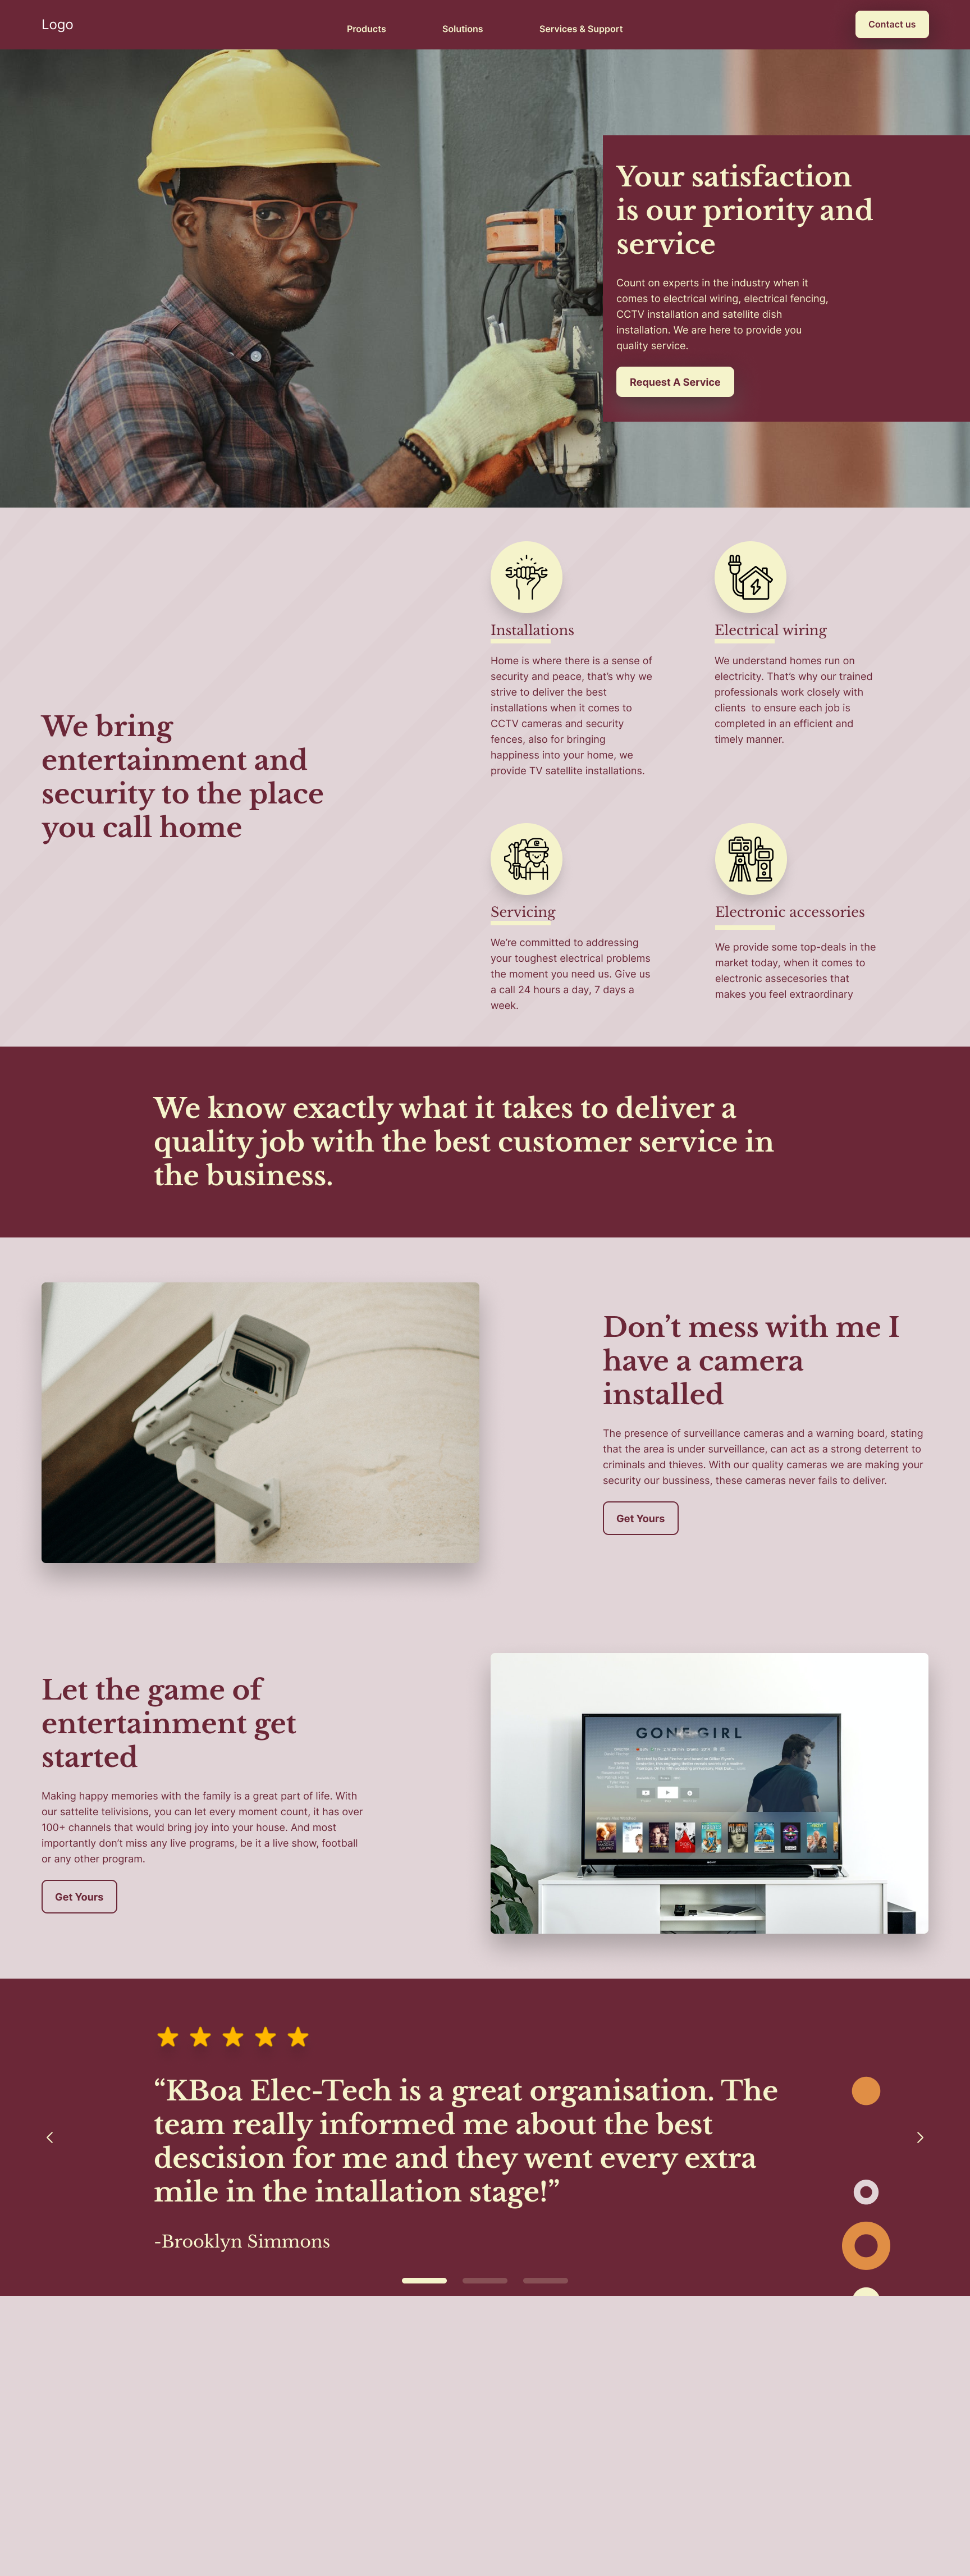 Logo
Products
Solutions
Services & Support
Contact us
Your satisfaction
is our priority and
service
Count on experts in the industry when it
comes to electrical wiring, electrical fencing,
CCTV installation and satellite dish
installation. We are here to provide you
quality service.
Request A Service
We bring
entertainment and
security to the place
you call home
Installations
Home is where there is a sense of
security and peace, that’s why we
strive to deliver the best
installations when it comes to
CCTV cameras and security
fences, also for bringing
happiness into your home, we
provide TV satellite installations.
Electrical wiring
We understand homes run on
electricity. That’s why our trained
professionals work closely with
clients  to ensure each job is
completed in an efficient and
timely manner.
Servicing
We’re committed to addressing
your toughest electrical problems
the moment you need us. Give us
a call 24 hours a day, 7 days a
week.
Electronic accessories
We provide some top-deals in the
market today, when it comes to
electronic assecesories that
makes you feel extraordinary
We know exactly what it takes to deliver a
quality job with the best customer service in
the business.
Don’t mess with me I
have a camera
installed
The presence of surveillance cameras and a warning board, stating
that the area is under surveillance, can act as a strong deterrent to
criminals and thieves. With our quality cameras we are making your
security our bussiness, these cameras never fails to deliver.
Get Yours
Let the game of
entertainment get
started
Making happy memories with the family is a great part of life. With
our sattelite telivisions, you can let every moment count, it has over
100+ channels that would bring joy into your house. And most
importantly don’t miss any live programs, be it a live show, football
or any other program.
Get Yours
GONE GIRL
SONY
“KBoa Elec-Tech is a great organisation. The
team really informed me about the best
descision for me and they went every extra
mile in the intallation stage!”
-Brooklyn Simmons